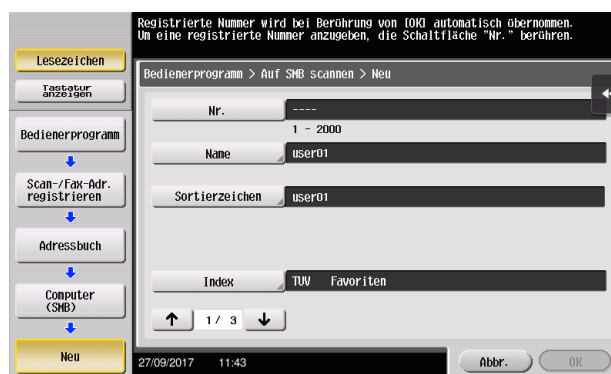 Registrierte Nummer wird bei Berührung von [OK] automatisch übernommen.
Um eine registrierte Nummer anzugeben, die Schaltfläche "Nr." berühren.
Lesezeichen
Tastatur
anzeigen
Bedienerprogramm
Scan-/Fax-Adr.
registrieren
Adressbuch
Computer
(SMB)
Neu
Bedienerprogramm > Auf SMB scannen > Neu
Nr. ----
1 - 2000
Name user01
Sortierzeichen user01
Index TUV Favoriten
↑ 1/ 3 ↓
27/09/2017 11:43 Abbr. OK